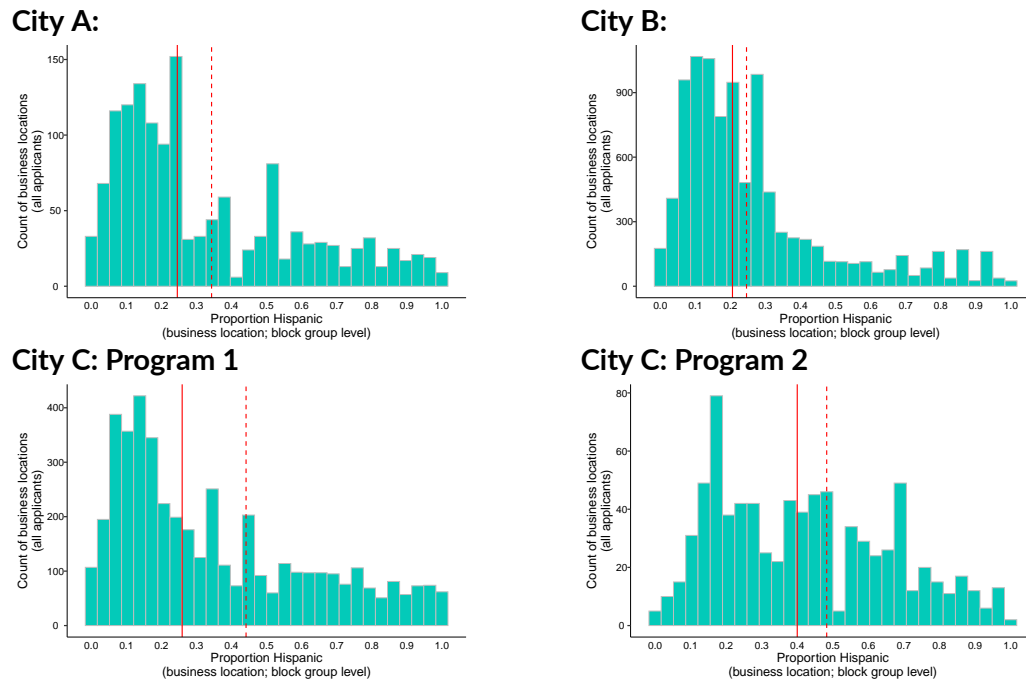 City A:
150
100
50
0
Count of business locations
(all applicants)
0.0 0.1 0.2 0.3 0.4 0.5 0.6 0.7 0.8 0.9 1.0
Proportion Hispanic
(business location; block group level)
City B:
900
600
300
0
Count of business locations
(all applicants)
0.0 0.1 0.2 0.3 0.4 0.5 0.6 0.7 0.8 0.9 1.0
Proportion Hispanic
(business location; block group level)
City C: Program 1
400
300
200
100
0
Count of business locations
(all applicants)
0.0 0.1 0.2 0.3 0.4 0.5 0.6 0.7 0.8 0.9 1.0
Proportion Hispanic
(business location; block group level)
City C: Program 2
80
60
40
20
0
Count of business locations
(all applicants)
0.0 0.1 0.2 0.3 0.4 0.5 0.6 0.7 0.8 0.9 1.0
Proportion Hispanic
(business location; block group level)